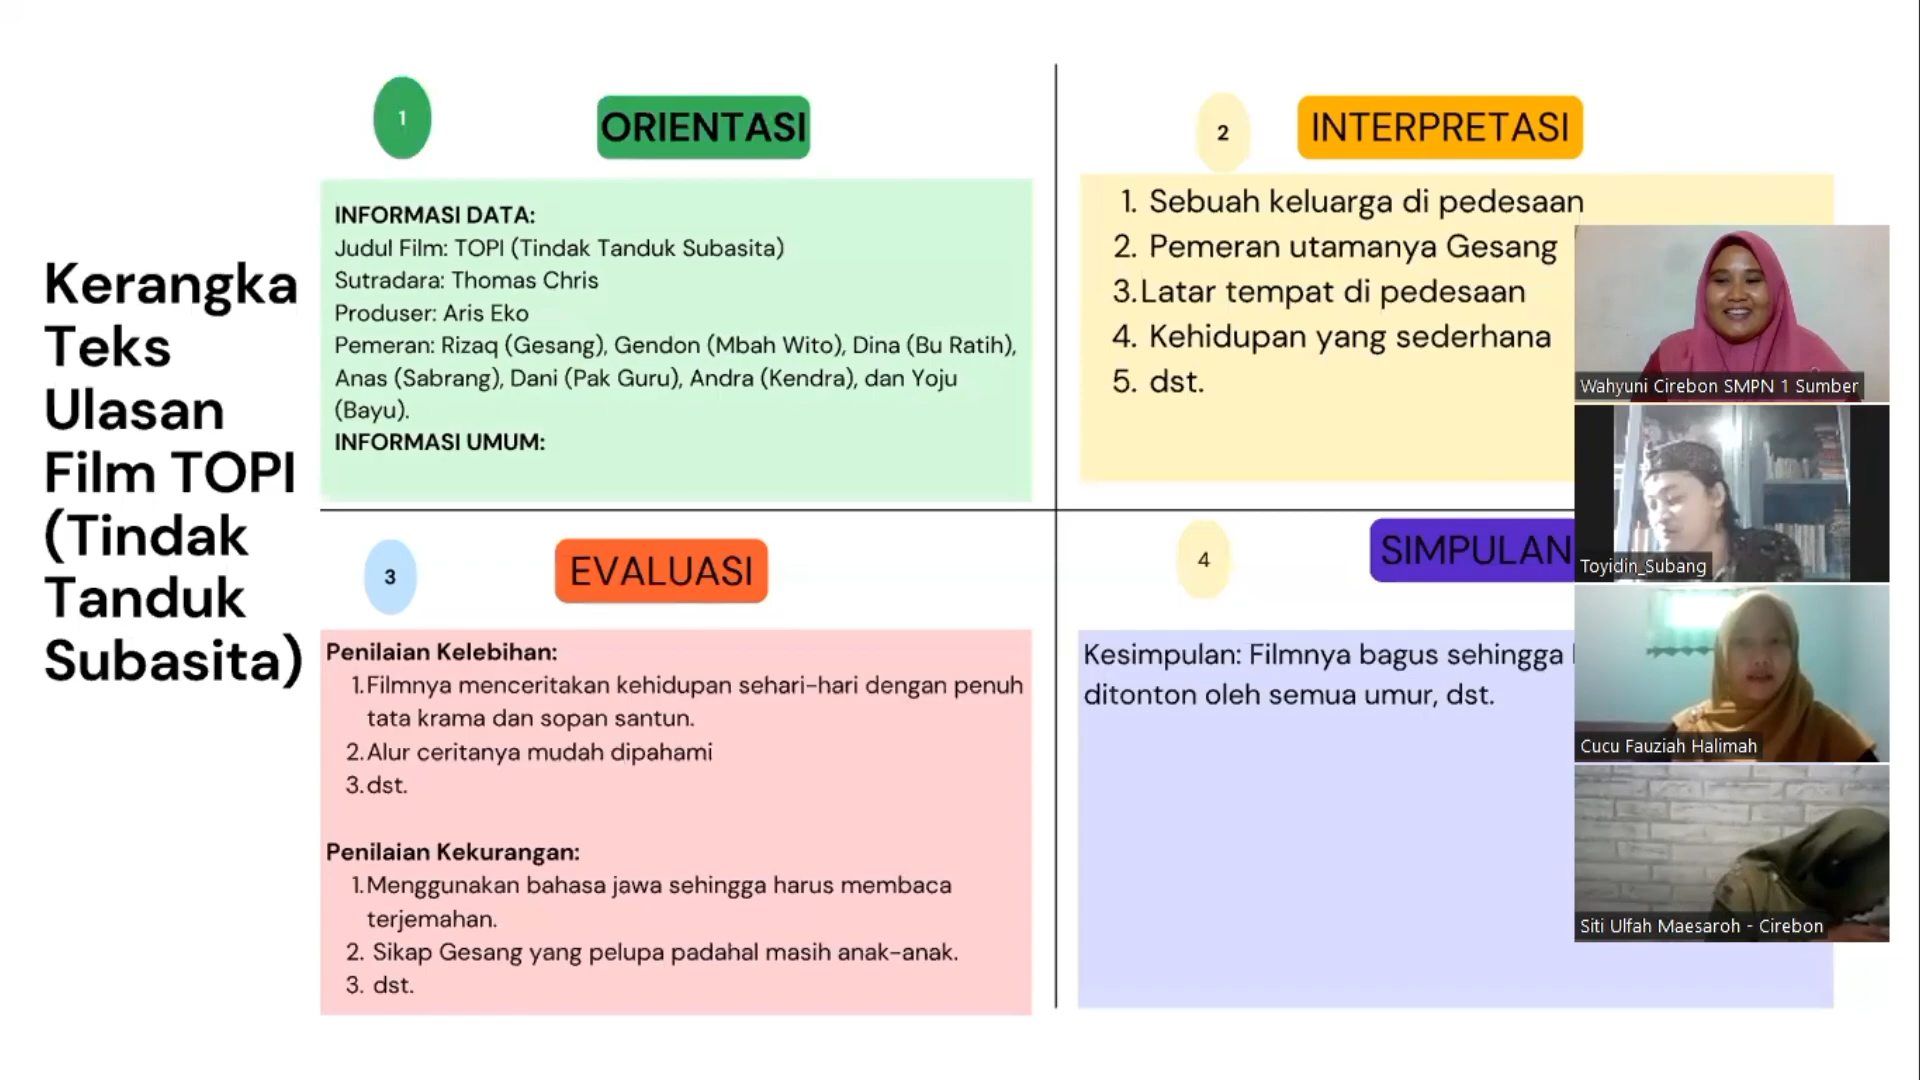 Kerangka
Teks
Ulasan
Film TOPI
(Tindak
Tanduk
Subasita)
1
ORIENTASI
INFORMASI DATA:
Judul Film: TOPI (Tindak Tanduk Subasita)
Sutradara: Thomas Chris
Produser: Aris Eko
Pemeran: Rizaq (Gesang), Gendon (Mbah Wito), Dina (Bu Ratih),
Anas (Sabrang), Dani (Pak Guru), Andra (Kendra), dan Yoju
(Bayu).
INFORMASI UMUM:
2
INTERPRETASI
1. Sebuah keluarga di pedesaan
2. Pemeran utamanya Gesang
3.Latar tempat di pedesaan
4. Kehidupan yang sederhana
5. dst.
3
EVALUASI
Penilaian Kelebihan:
1.Filmnya menceritakan kehidupan sehari-hari dengan penuh
tata krama dan sopan santun.
2.Alur ceritanya mudah dipahami
3.dst.
Penilaian Kekurangan:
1.Menggunakan bahasa jawa sehingga harus membaca
terjemahan.
2. Sikap Gesang yang pelupa padahal masih anak-anak.
3. dst.
4
SIMPULAN
Kesimpulan: Filmnya bagus sehingga
ditonton oleh semua umur, dst.
Wahyuni Cirebon SMPN 1 Sumber
Toyidin_Subang
Cucu Fauziah Halimah
Siti Ulfah Maesaroh - Cirebon